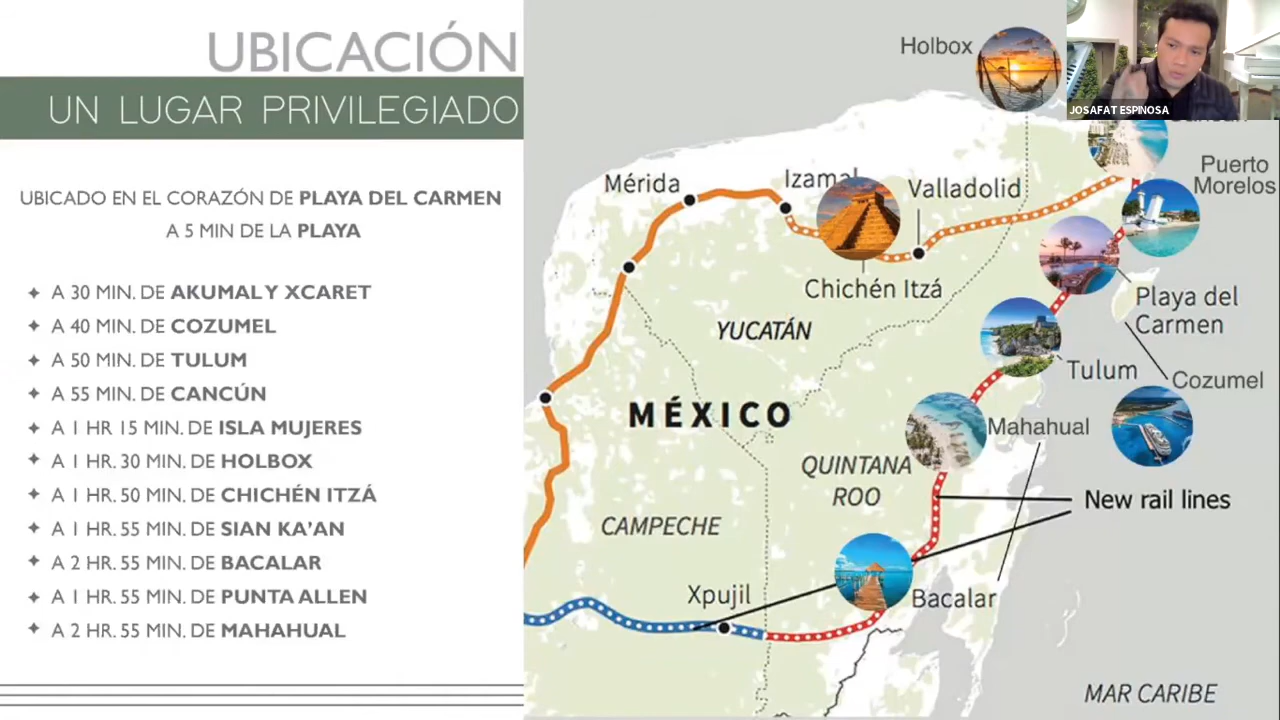 UBICACIÓN
UN LUGAR PRIVILEGIADO
UBICADO EN EL CORAZÓN DE PLAYA DEL CARMEN
A 5 MIN DE LA PLAYA
A 30 MIN. DE AKUMAL Y XCARET
A 40 MIN. DE COZUMEL
A 50 MIN. DE TULUM
A 55 MIN. DE CANCÚN
A 1 HR 15 MIN. DE ISLA MUJERES
A 1 HR. 30 MIN. DE HOLBOX
A 1 HR. 50 MIN. DE CHICHÉN ITZÁ
A 1 HR. 55 MIN. DE SIAN KA'AN
A 2 HR. 55 MIN. DE BACALAR
A 1 HR. 55 MIN. DE PUNTA ALLEN
A 2 HR. 55 MIN. DE MAHAHUAL
Holbox
JOSAFAT ESPINOSA
Puerto
Morelos
Mérida
Izamal
Valladolid
Chichén Itzá
Playa del
Carmen
YUCATÁN
Tulum
Cozumel
MÉXICO
Mahahual
QUINTANA
ROO
New rail lines
CAMPECHE
Xpujil
Bacalar
MAR CARIBE